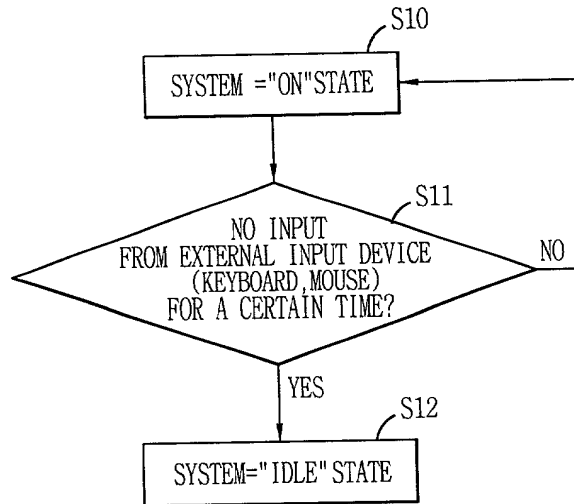 S10
SYSTEM ="ON"STATE
S11
NO INPUT
FROM EXTERNAL INPUT DEVICE
(KEYBOARD,MOUSE)
FOR A CERTAIN TIME?
NO
YES
S12
SYSTEM="IDLE"STATE